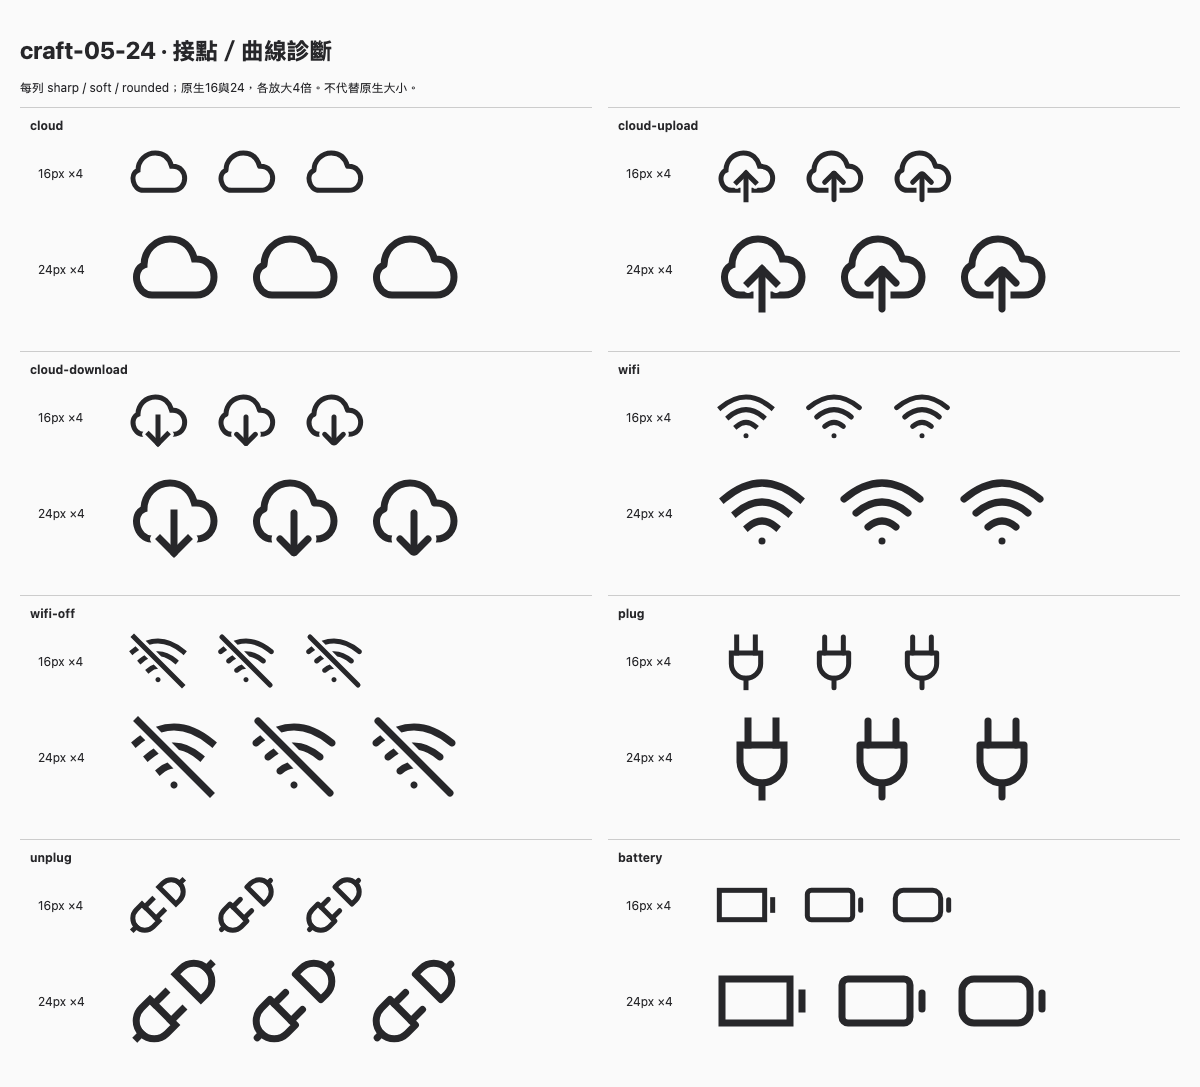 craft-05-24 · 接點 / 曲線診斷
每列 sharp / soft / rounded；原生16與24，各放大4倍。不代替原生大小。
cloud
16px ×4
24px ×4
cloud-upload
16px ×4
24px ×4
cloud-download
16px ×4
24px ×4
wifi
16px ×4
24px ×4
wifi-off
16px ×4
24px ×4
plug
16px ×4
24px ×4
unplug
16px ×4
24px ×4
battery
16px ×4
24px ×4